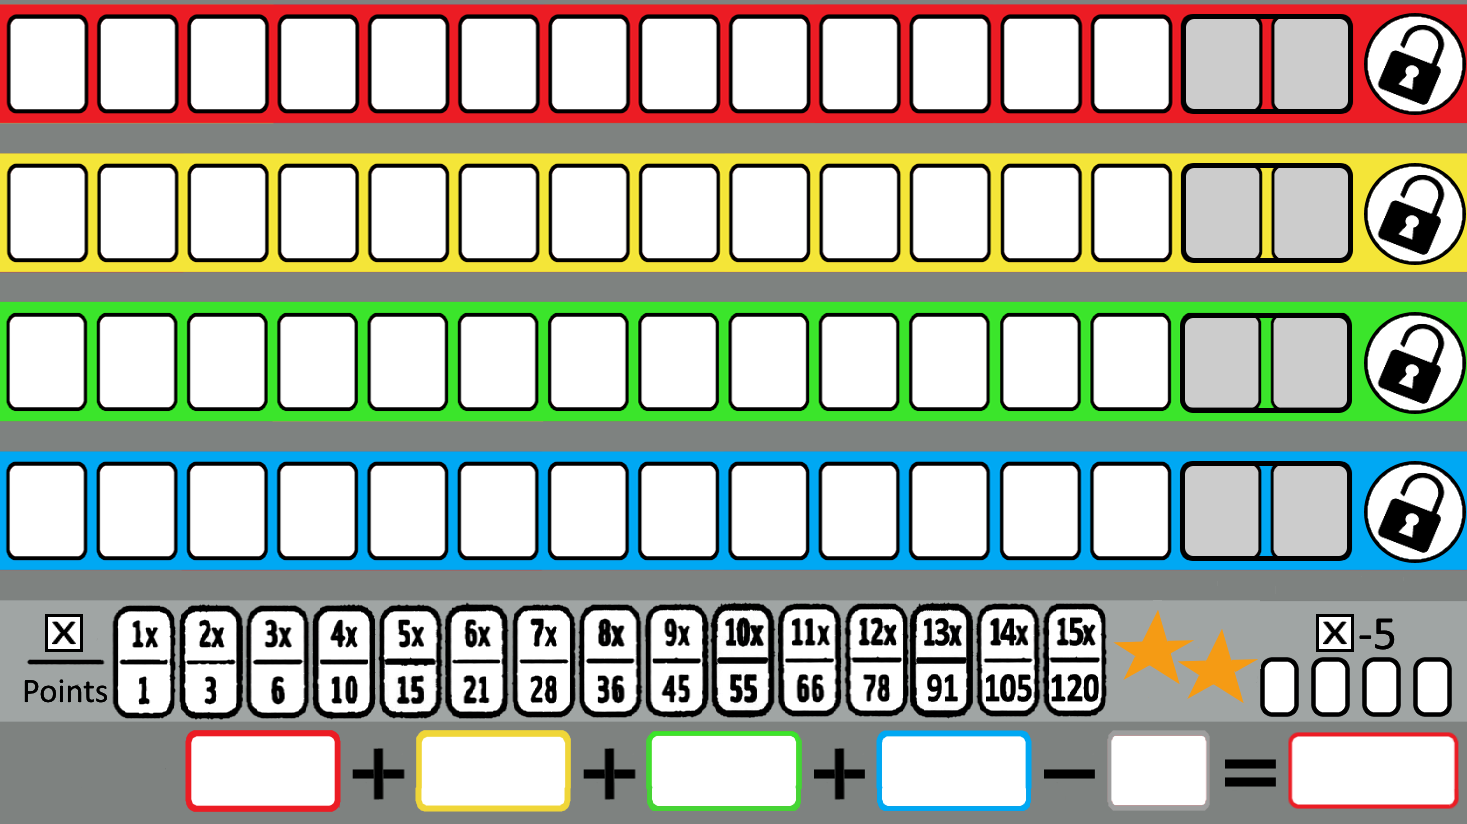 X 1x 2x 3x 4x 5x 6x 7x 8x 9x 10x 11x 12x 13x 14x 15x X -5
Points 1 3 6 10 15 21 28 36 45 55 66 78 91 105 120
+ + + − =